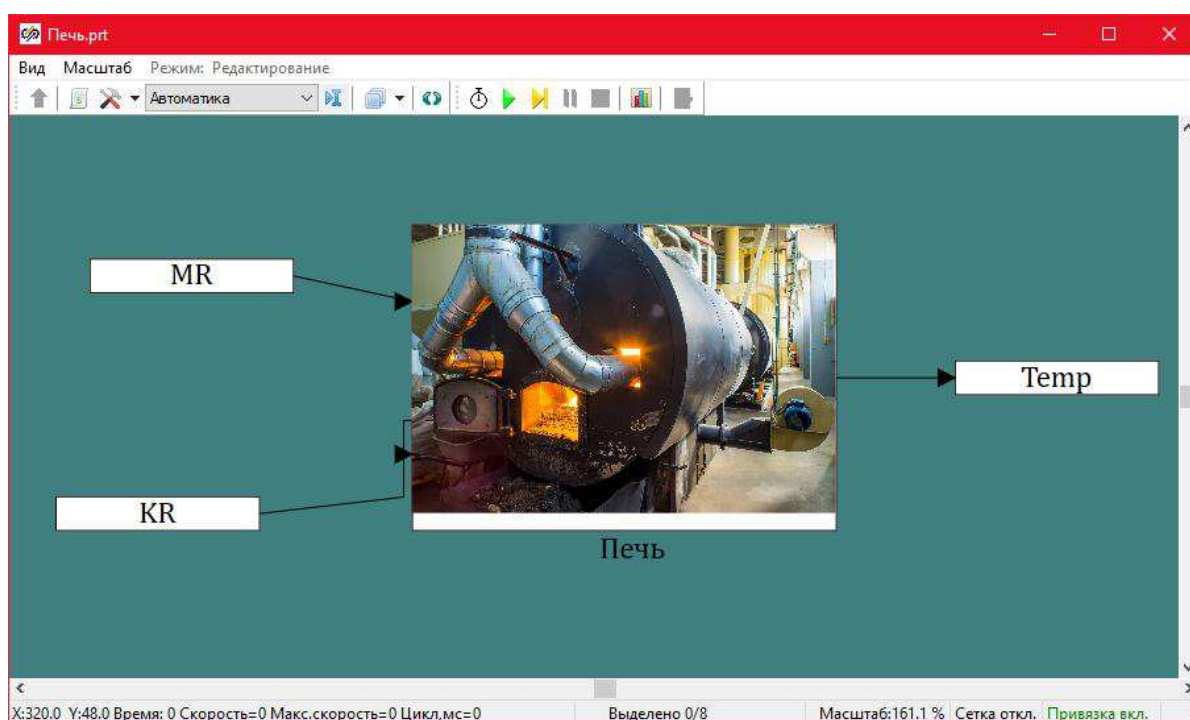 Печь.prt
Вид Масштаб Режим: Редактирование
Автоматика
MR
Temp
KR
Печь
X:320.0 Y:48.0 Время: 0 Скорость=0 Макс.скорость=0 Цикл,мс=0 Выделено 0/8 Масштаб:161.1 % Сетка откл. Привязка вкл.